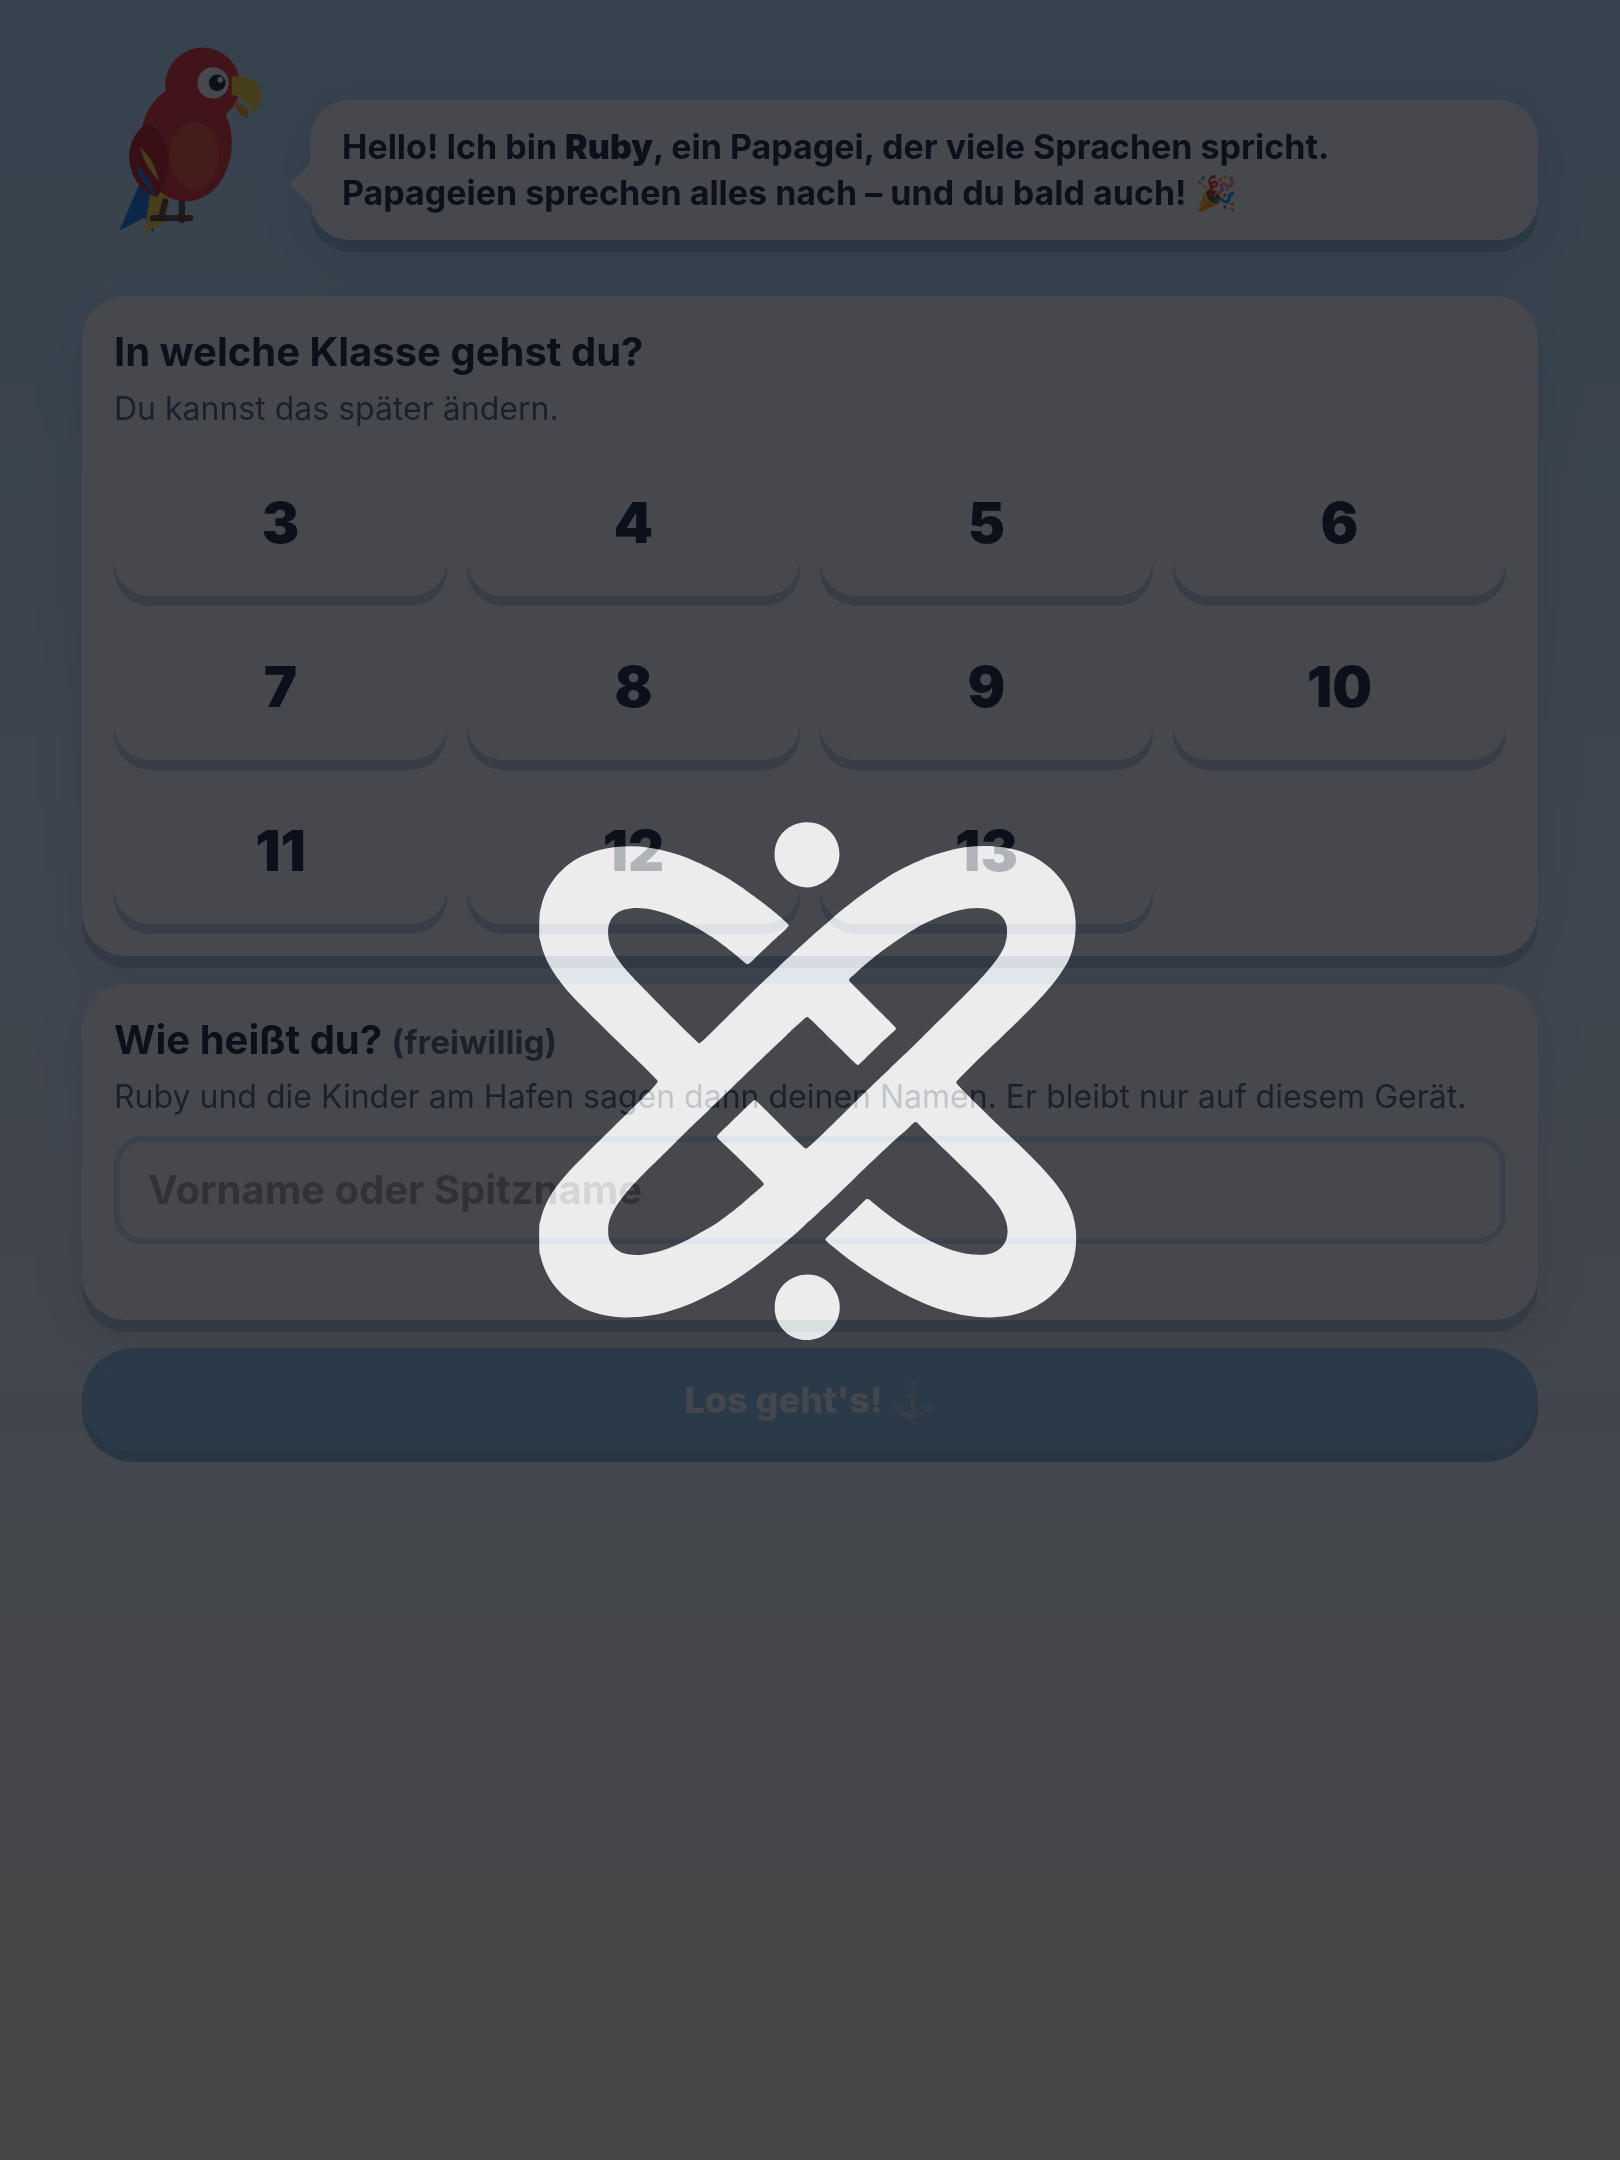 Hello! Ich bin Ruby, ein Papagei, der viele Sprachen spricht.
Papageien sprechen alles nach – und du bald auch! 🎉
In welche Klasse gehst du?
Du kannst das später ändern.
3 4 5 6
7 8 9 10
11 12 13
Wie heißt du? (freiwillig)
Ruby und die Kinder am Hafen sagen dann deinen Namen. Er bleibt nur auf diesem Gerät.
Vorname oder Spitzname
Los geht's! ⚓